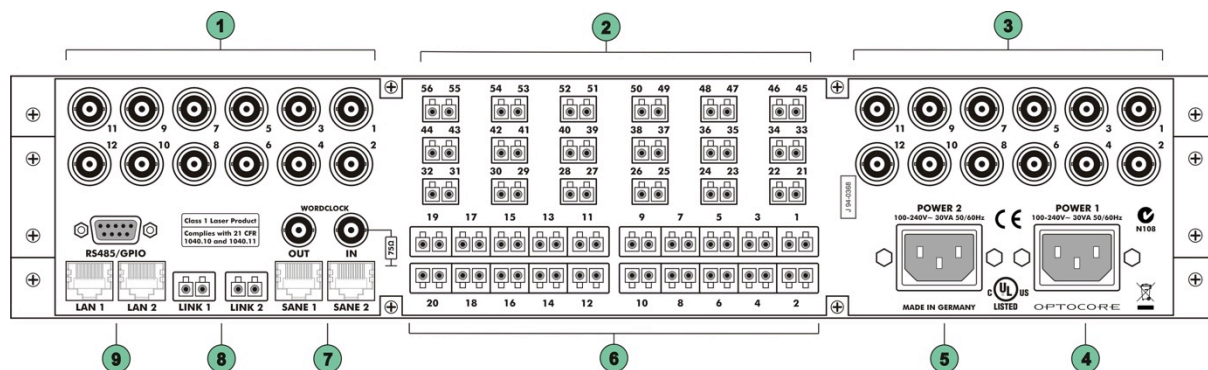 1 2 3
56 55 54 53 52 51 50 49 48 47 46 45
11 9 7 5 3 1
44 43 42 41 40 39 38 37 36 35 34 33
11 9 7 5 3 1
12 10 8 6 4 2
32 31 30 29 28 27 26 25 24 23 22 21
12 10 8 6 4 2
J 94-0368
Class 1 Laser Product
Complies with 21 CFR
1040.10 and 1040.11
WORDCLOCK
OUT IN
75Ω
RS485/GPIO
19 17 15 13 11 9 7 5 3 1
POWER 2
100-240V~ 30VA 50/60Hz
CE
POWER 1
100-240V~ 30VA 50/60Hz
N108
LAN 1 LAN 2 LINK 1 LINK 2 SANE 1 SANE 2
20 18 16 14 12 10 8 6 4 2
MADE IN GERMANY
C UL US
LISTED
OPTOCORE
9 8 7 6 5 4